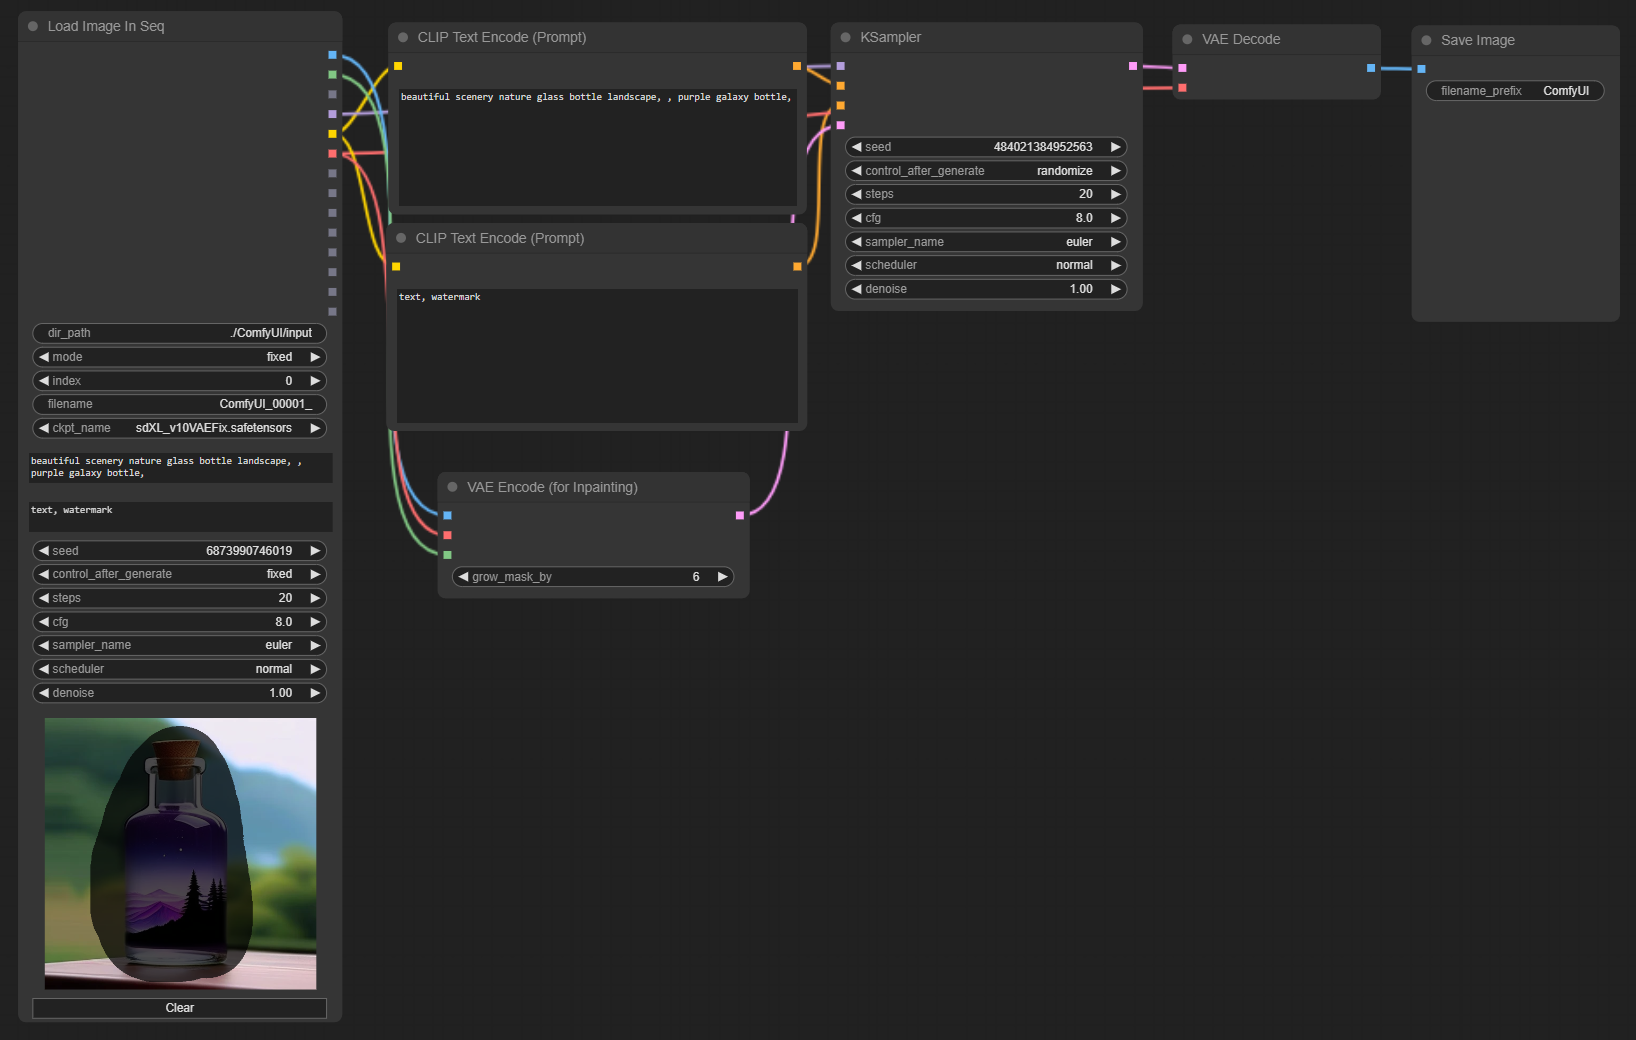 Load Image In Seq
dir_path ./ComfyUI/input
mode fixed
index 0
filename ComfyUI_00001_
ckpt_name sdXL_v10VAEFix.safetensors
beautiful scenery nature glass bottle landscape, ,
purple galaxy bottle,
text, watermark
seed 6873990746019
control_after_generate fixed
steps 20
cfg 8.0
sampler_name euler
scheduler normal
denoise 1.00
Clear
CLIP Text Encode (Prompt)
beautiful scenery nature glass bottle landscape, , purple galaxy bottle,
CLIP Text Encode (Prompt)
text, watermark
VAE Encode (for Inpainting)
grow_mask_by 6
KSampler
seed 484021384952563
control_after_generate randomize
steps 20
cfg 8.0
sampler_name euler
scheduler normal
denoise 1.00
VAE Decode
Save Image
filename_prefix ComfyUI